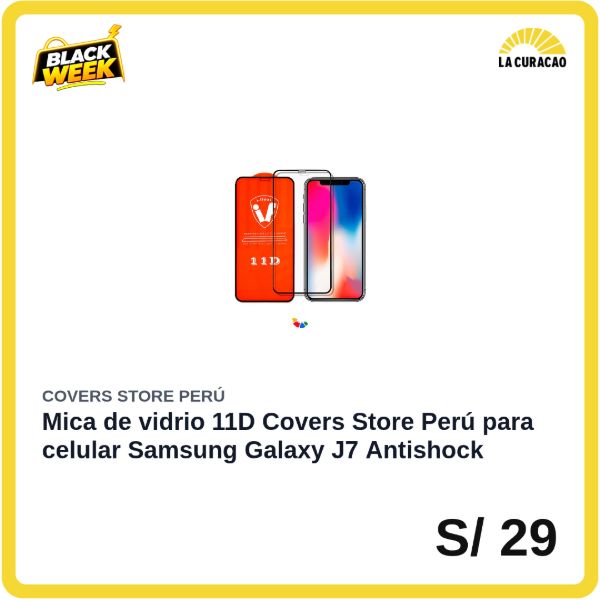 BLACK
WEEK
LA CURACAO
11D
COVERS STORE PERÚ
Mica de vidrio 11D Covers Store Perú para
celular Samsung Galaxy J7 Antishock
S/ 29